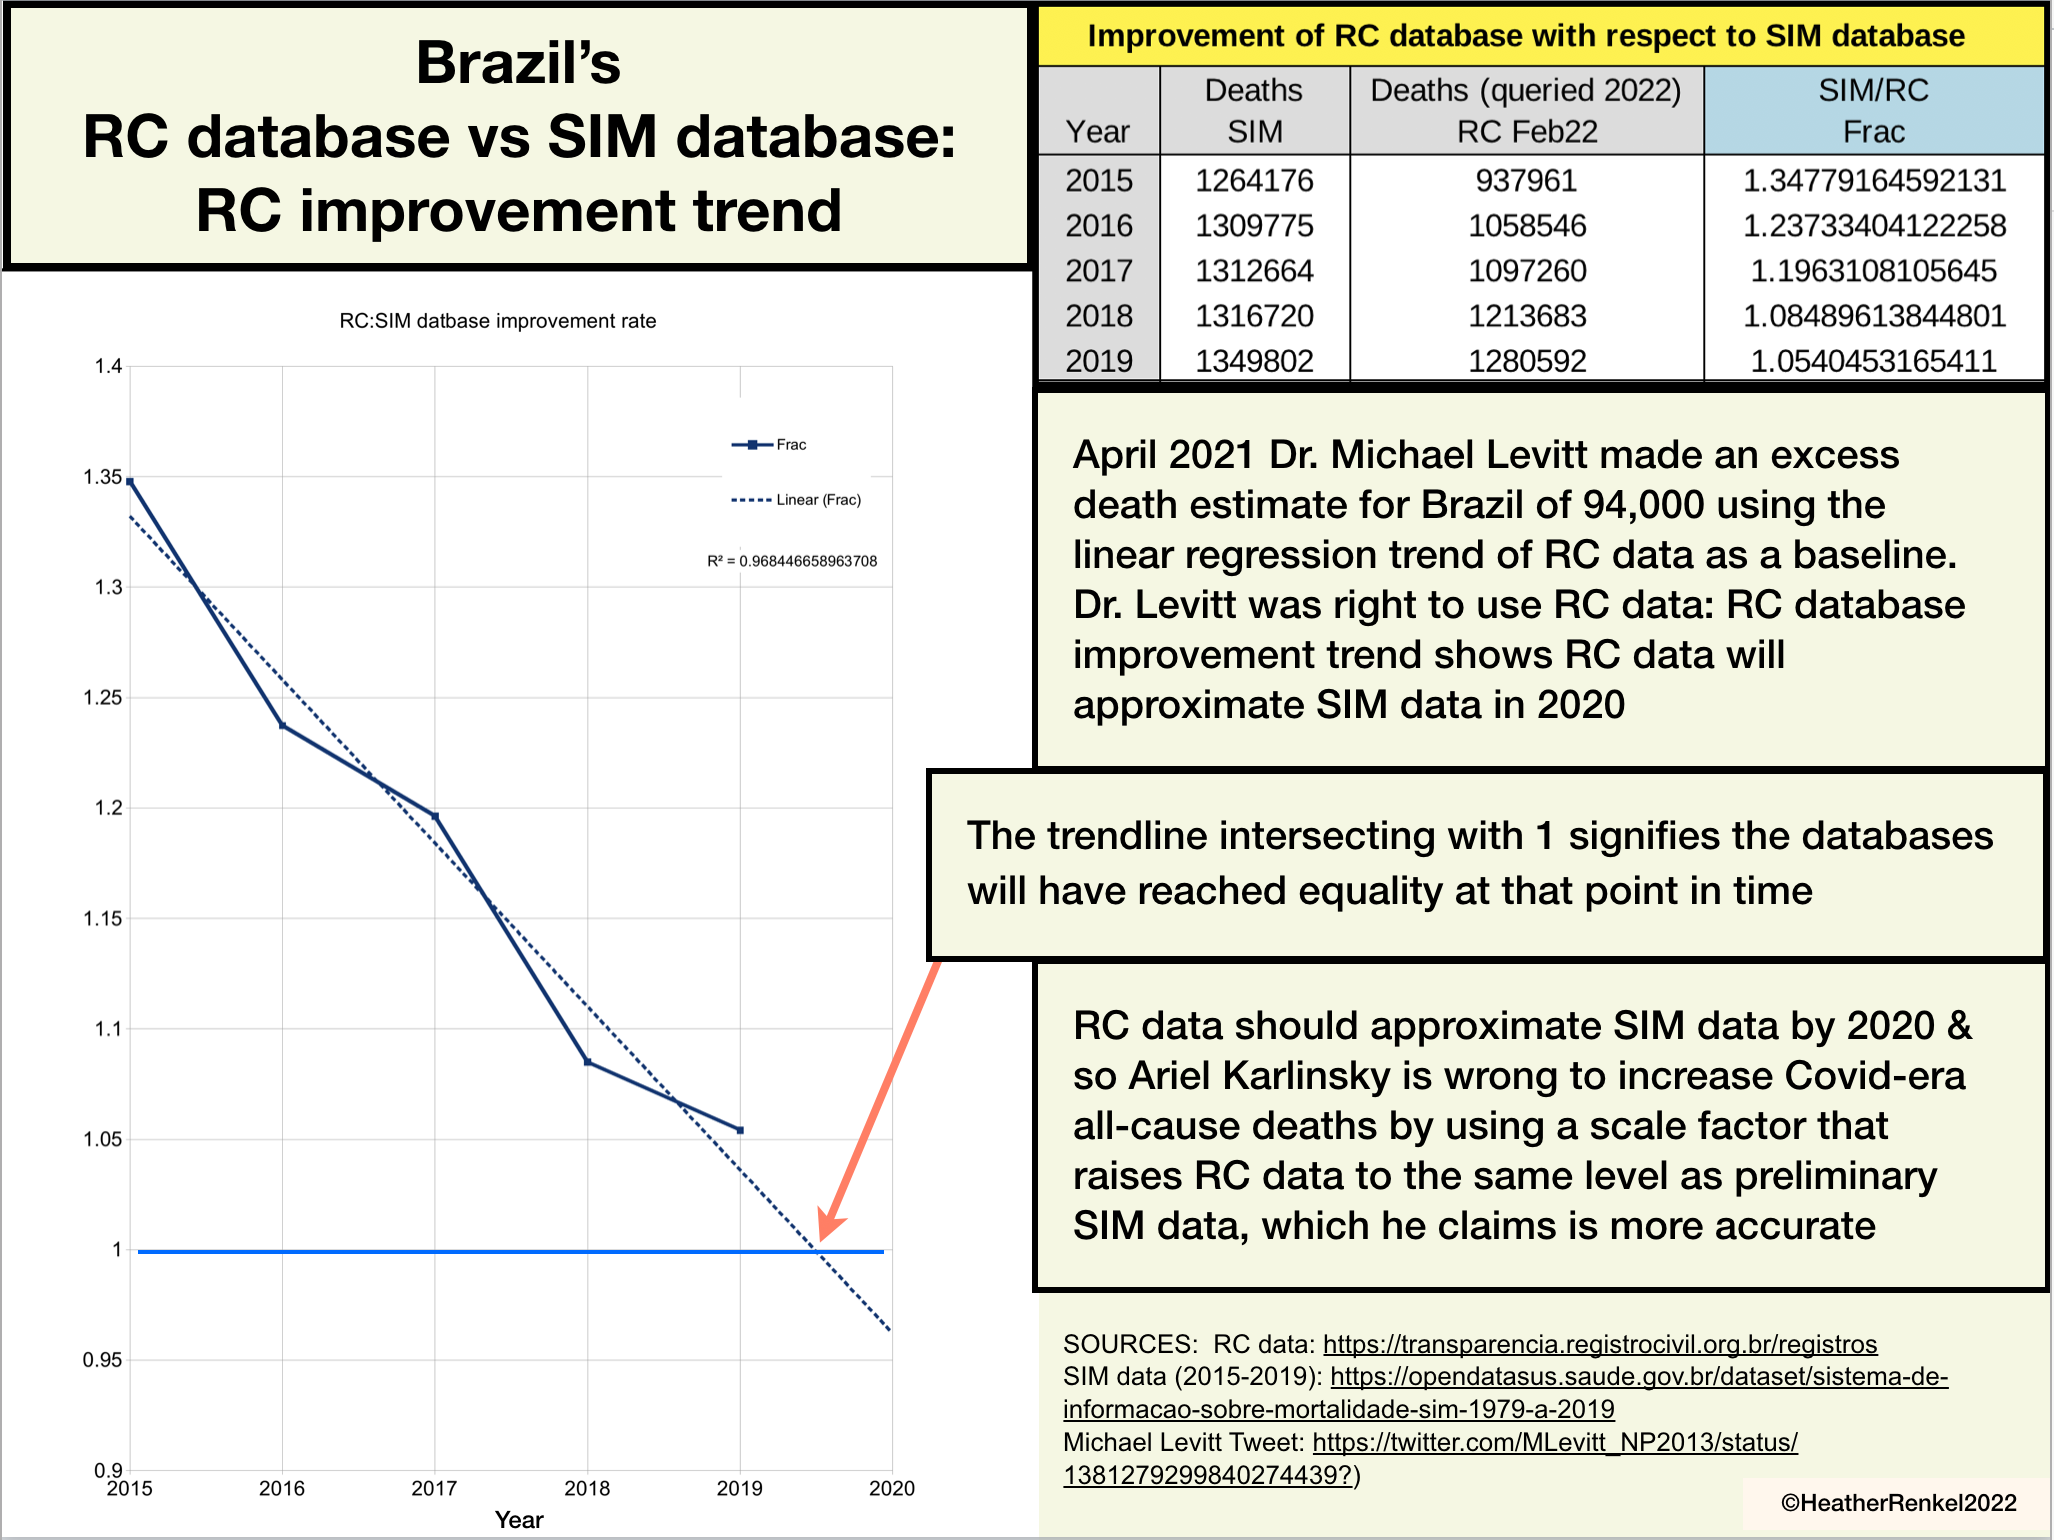 Brazil’s
RC database vs SIM database:
RC improvement trend
Improvement of RC database with respect to SIM database
Year Deaths SIM Deaths (queried 2022) RC Feb22 SIM/RC Frac
2015 1264176 937961 1.34779164592131
2016 1309775 1058546 1.23733404122258
2017 1312664 1097260 1.1963108105645
2018 1316720 1213683 1.08489613844801
2019 1349802 1280592 1.0540453165411
RC:SIM datbase improvement rate
1.4
1.35
1.3
1.25
1.2
1.15
1.1
1.05
1
0.95
0.9
Frac
Linear (Frac)
R² = 0.968446658963708
2015 2016 2017 2018 2019 2020
Year
April 2021 Dr. Michael Levitt made an excess
death estimate for Brazil of 94,000 using the
linear regression trend of RC data as a baseline.
Dr. Levitt was right to use RC data: RC database
improvement trend shows RC data will
approximate SIM data in 2020
The trendline intersecting with 1 signifies the databases
will have reached equality at that point in time
RC data should approximate SIM data by 2020 &
so Ariel Karlinsky is wrong to increase Covid-era
all-cause deaths by using a scale factor that
raises RC data to the same level as preliminary
SIM data, which he claims is more accurate
SOURCES:  RC data: https://transparencia.registrocivil.org.br/registros
SIM data (2015-2019): https://opendatasus.saude.gov.br/dataset/sistema-de-
informacao-sobre-mortalidade-sim-1979-a-2019
Michael Levitt Tweet: https://twitter.com/MLevitt_NP2013/status/
1381279299840274439?)
©HeatherRenkel2022